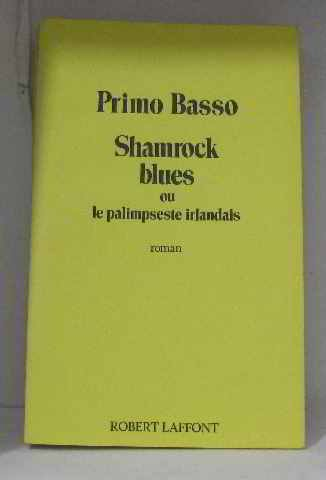 Primo Basso
Shamrock
blues
ou
le palimpseste irlandais
roman
ROBERT LAFFONT